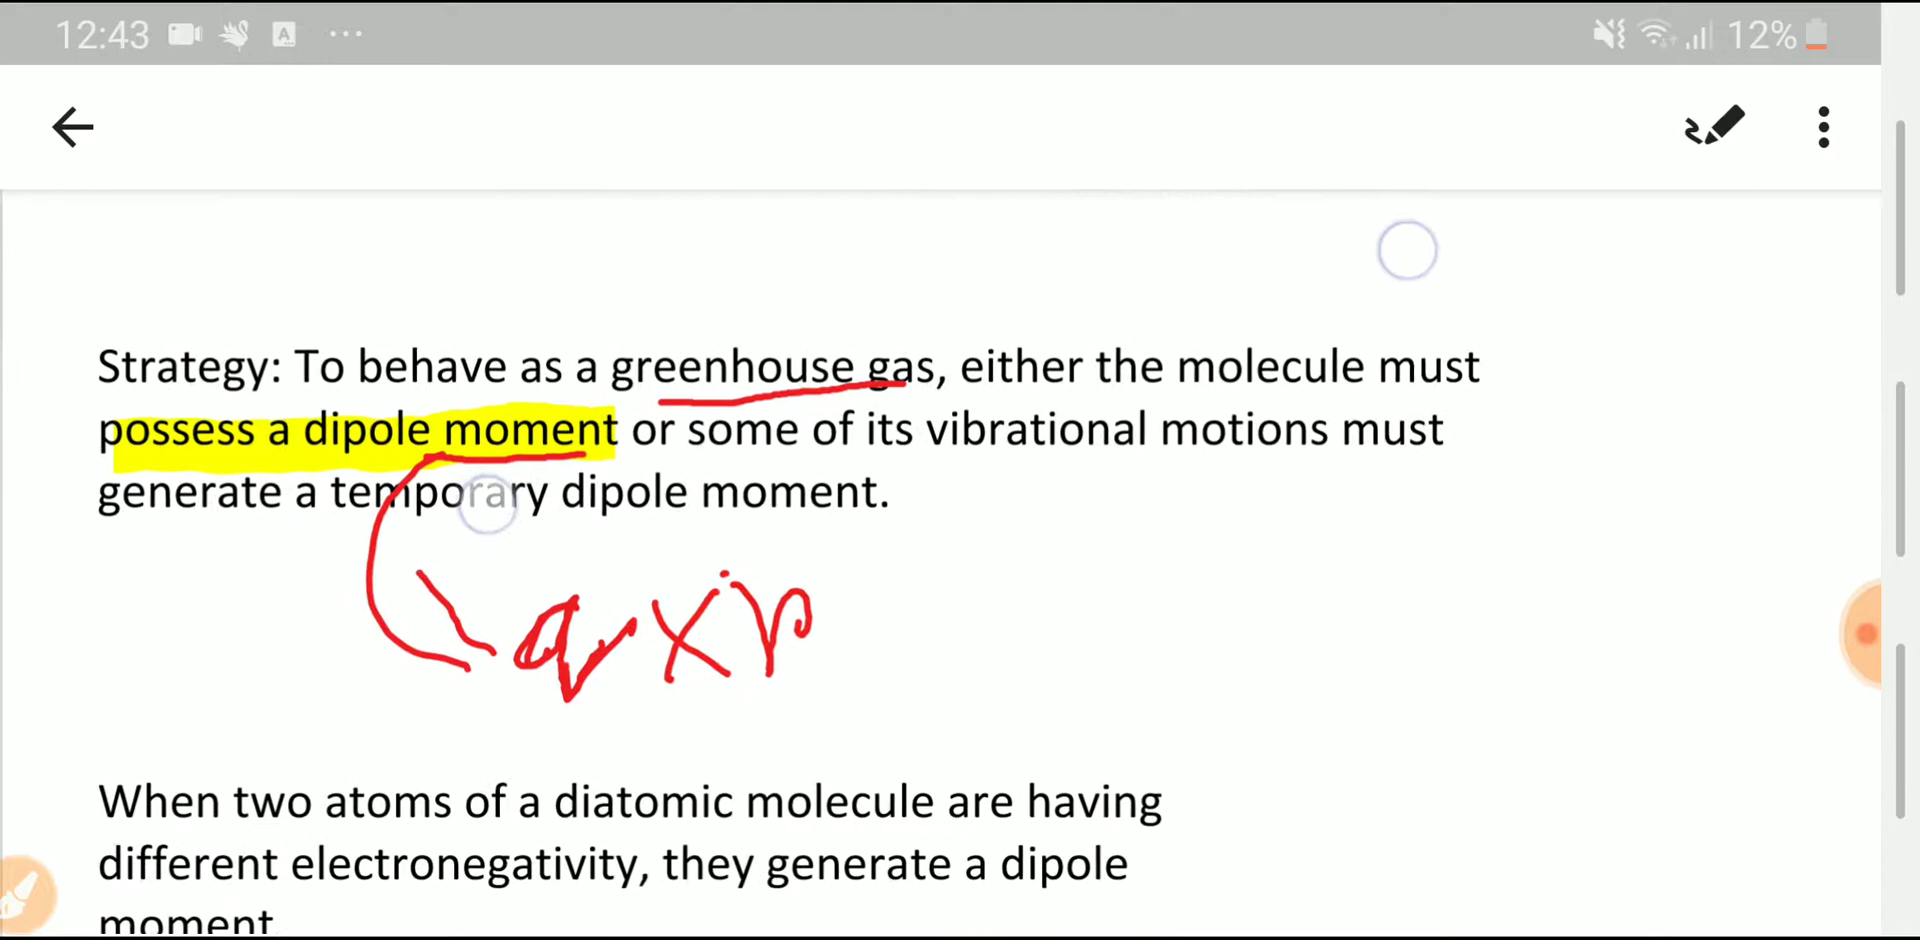 12:43 A ... 12%
Strategy: To behave as a greenhouse gas, either the molecule must
possess a dipole moment or some of its vibrational motions must
generate a temporary dipole moment.
q x r
When two atoms of a diatomic molecule are having
different electronegativity, they generate a dipole
moment.